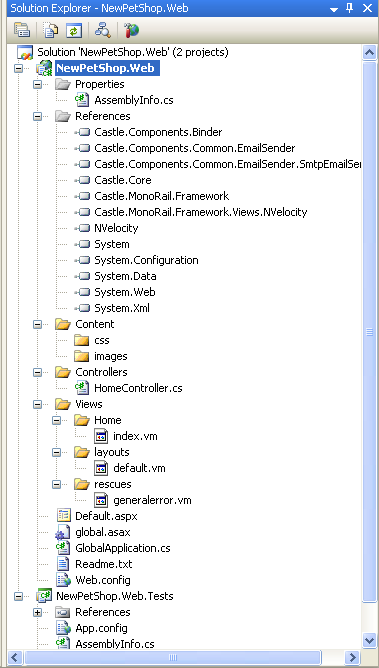 Solution Explorer - NewPetShop.Web
Solution 'NewPetShop.Web' (2 projects)
NewPetShop.Web
Properties
AssemblyInfo.cs
References
Castle.Components.Binder
Castle.Components.Common.EmailSender
Castle.Components.Common.EmailSender.SmtpEmailSen
Castle.Core
Castle.MonoRail.Framework
Castle.MonoRail.Framework.Views.NVelocity
NVelocity
System
System.Configuration
System.Data
System.Web
System.Xml
Content
css
images
Controllers
HomeController.cs
Views
Home
index.vm
layouts
default.vm
rescues
generalerror.vm
Default.aspx
global.asax
GlobalApplication.cs
Readme.txt
Web.config
NewPetShop.Web.Tests
References
App.config
AssemblyInfo.cs